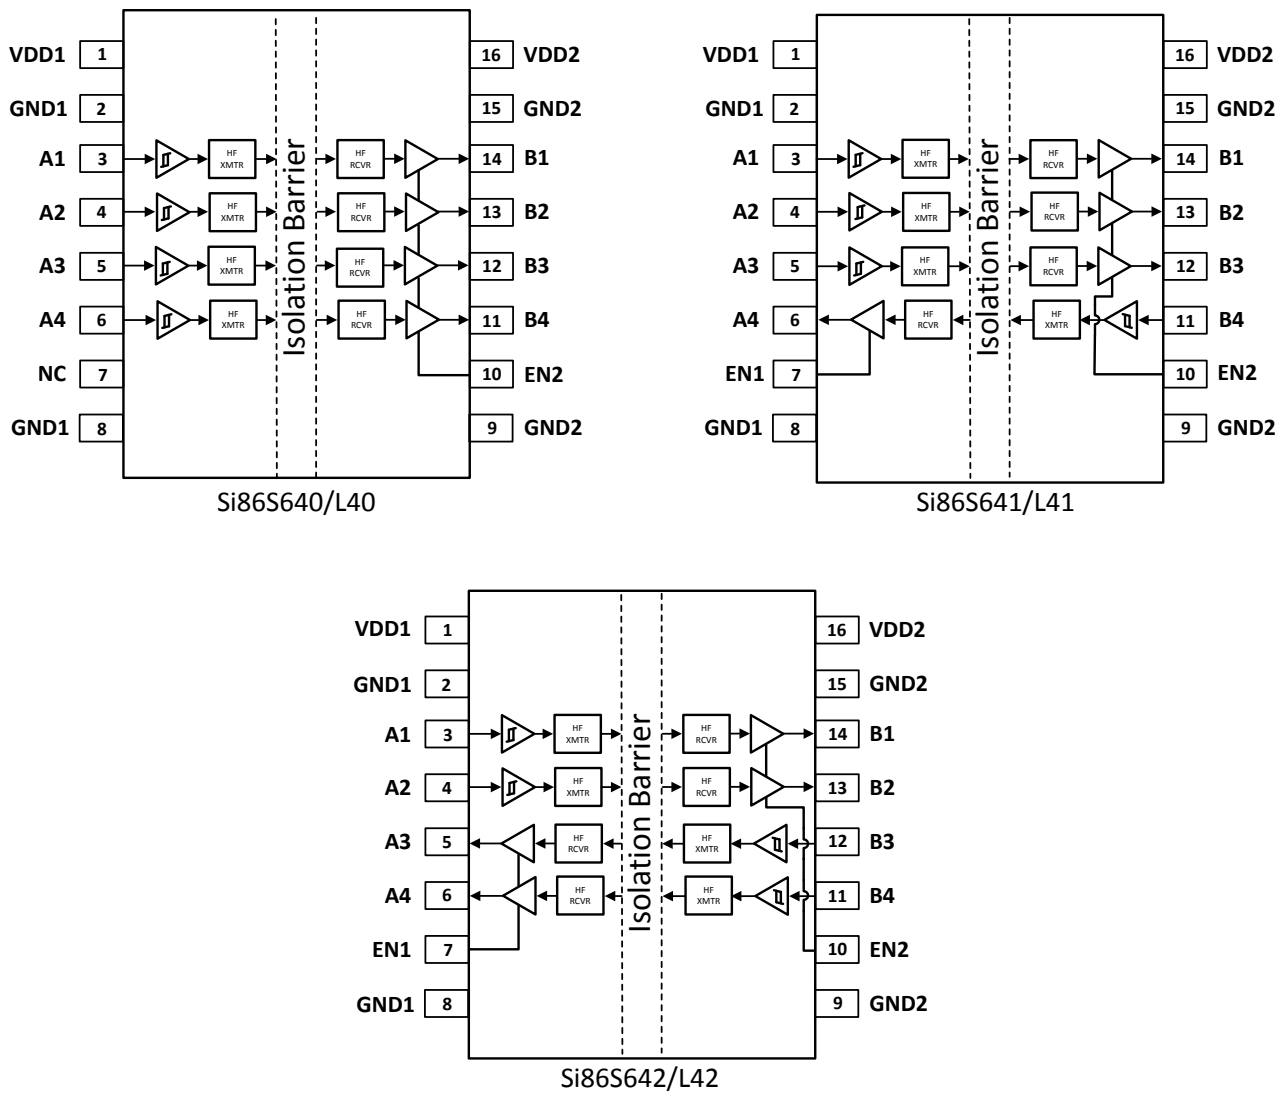 VDD1 1 16 VDD2
GND1 2 15 GND2
A1 3 HF XMTR HF RCVR 14 B1
A2 4 HF XMTR HF RCVR 13 B2
A3 5 HF XMTR HF RCVR 12 B3
A4 6 HF XMTR HF RCVR 11 B4
NC 7 10 EN2
GND1 8 9 GND2
Isolation Barrier
Si86S640/L40
VDD1 1 16 VDD2
GND1 2 15 GND2
A1 3 HF XMTR HF RCVR 14 B1
A2 4 HF XMTR HF RCVR 13 B2
A3 5 HF XMTR HF RCVR 12 B3
A4 6 HF RCVR HF XMTR 11 B4
EN1 7 10 EN2
GND1 8 9 GND2
Isolation Barrier
Si86S641/L41
VDD1 1 16 VDD2
GND1 2 15 GND2
A1 3 HF XMTR HF RCVR 14 B1
A2 4 HF XMTR HF RCVR 13 B2
A3 5 HF RCVR HF XMTR 12 B3
A4 6 HF RCVR HF XMTR 11 B4
EN1 7 10 EN2
GND1 8 9 GND2
Isolation Barrier
Si86S642/L42